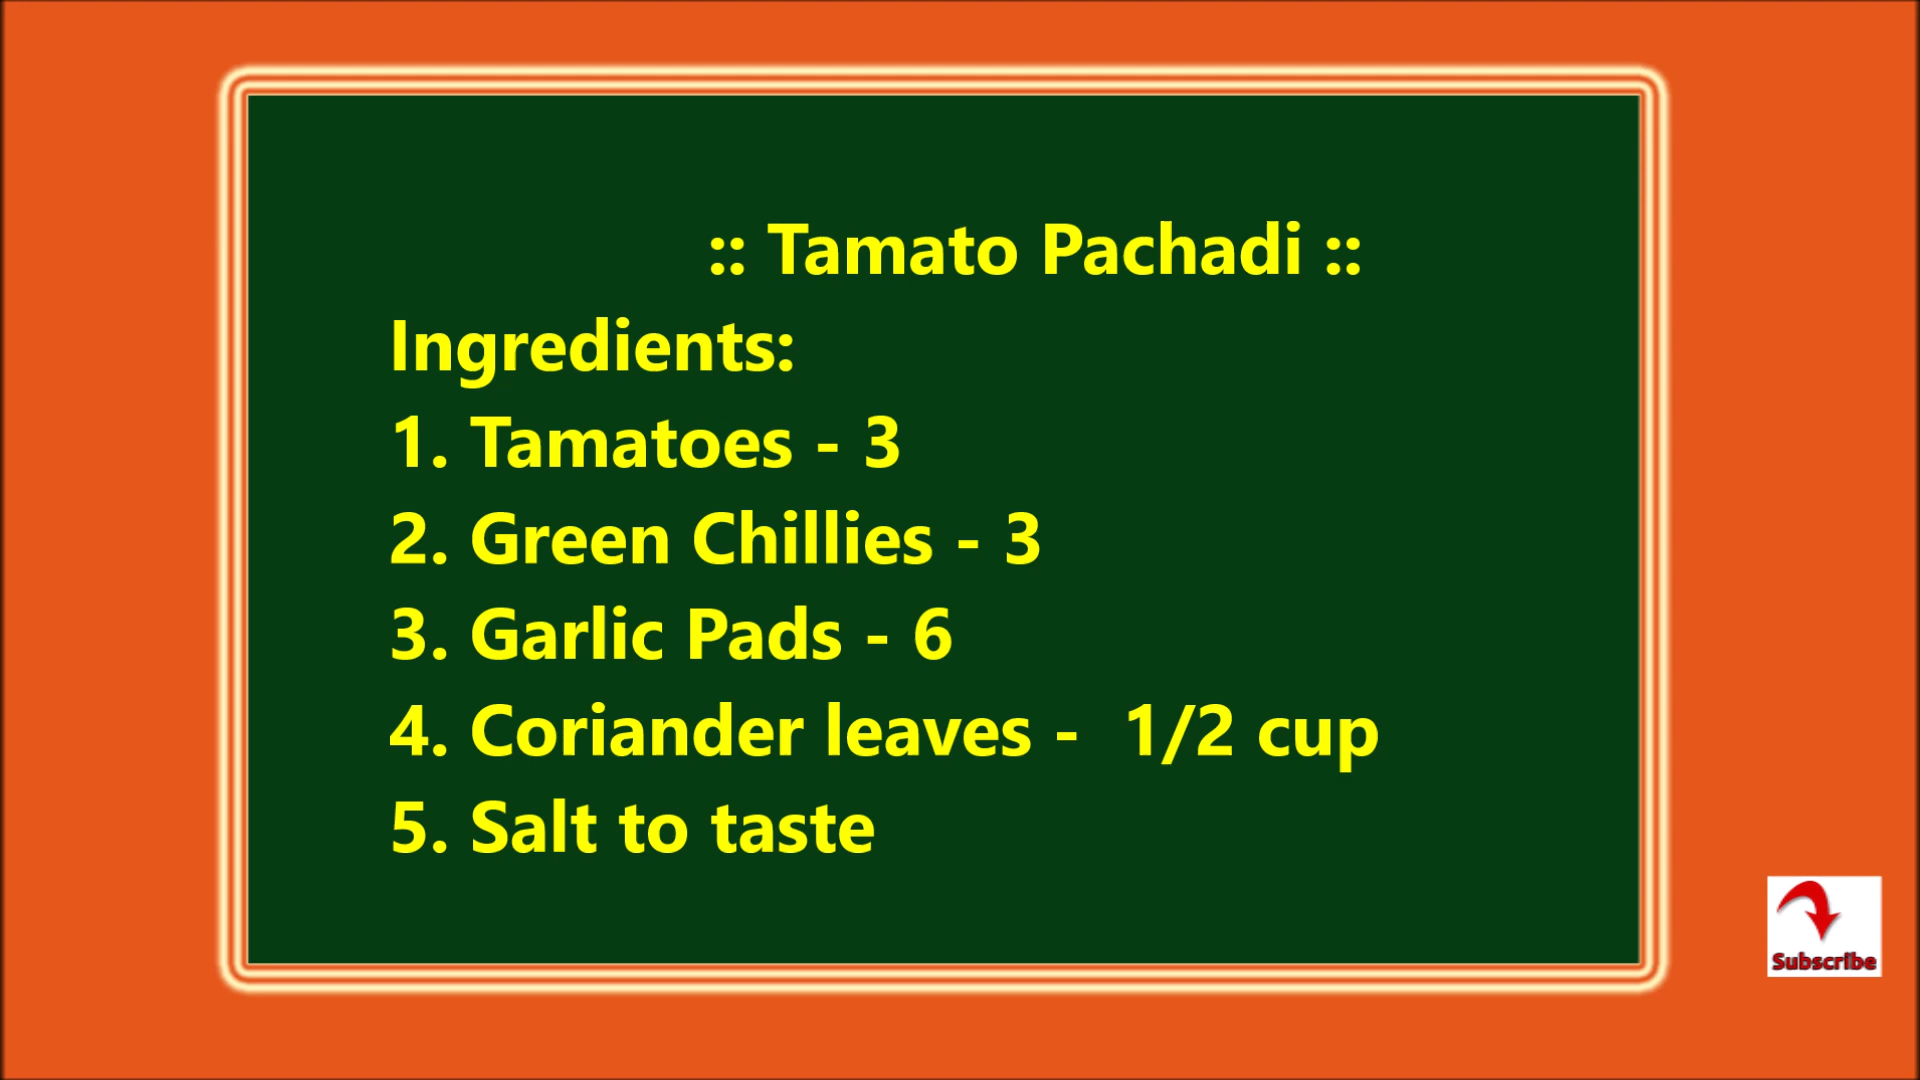 :: Tamato Pachadi ::
Ingredients:
1. Tamatoes - 3
2. Green Chillies - 3
3. Garlic Pads - 6
4. Coriander leaves -  1/2 cup
5. Salt to taste
Subscribe